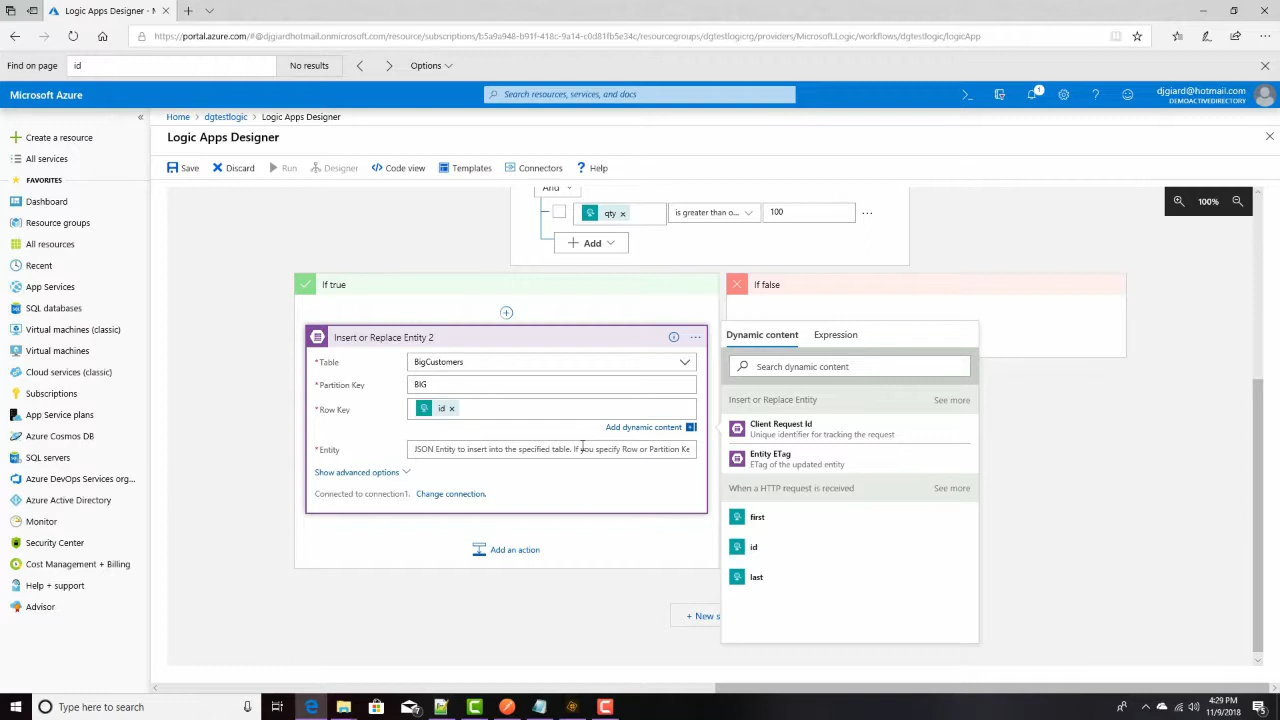 Logic Apps Designer - M
https://portal.azure.com/#@djgiardhotmail.onmicrosoft.com/resource/subscriptions/b5a9a948-b91f-418c-9a14-c0d81fb5e34c/resourcegroups/dgtestlogicrg/providers/Microsoft.Logic/workflows/dgtestlogic/logicApp
Find on page id No results Options
Microsoft Azure
Search resources, services, and docs
1
djgiard@hotmail.com
DEMOACTIVEDIRECTORY
Home > dgtestlogic > Logic Apps Designer
Logic Apps Designer
Save Discard Run Designer Code view Templates Connectors Help
Create a resource
All services
FAVORITES
Dashboard
Resource groups
All resources
Recent
App Services
SQL databases
Virtual machines (classic)
Virtual machines
Cloud services (classic)
Subscriptions
App Service plans
Azure Cosmos DB
SQL servers
Azure DevOps Services org...
Azure Active Directory
Monitor
Security Center
Cost Management + Billing
Help + support
Advisor
100%
And
qty is greater than o... 100 ...
Add
If true
If false
Insert or Replace Entity 2
*Table BigCustomers
*Partition Key BIG
*Row Key id
Add dynamic content
*Entity JSON Entity to insert into the specified table. If you specify Row or Partition Ke
Show advanced options
Connected to connection1. Change connection.
Add an action
+ New s
Dynamic content Expression
Search dynamic content
Insert or Replace Entity See more
Client Request Id
Unique identifier for tracking the request
Entity ETag
ETag of the updated entity
When a HTTP request is received See more
first
id
last
Type here to search
4:29 PM
11/9/2018